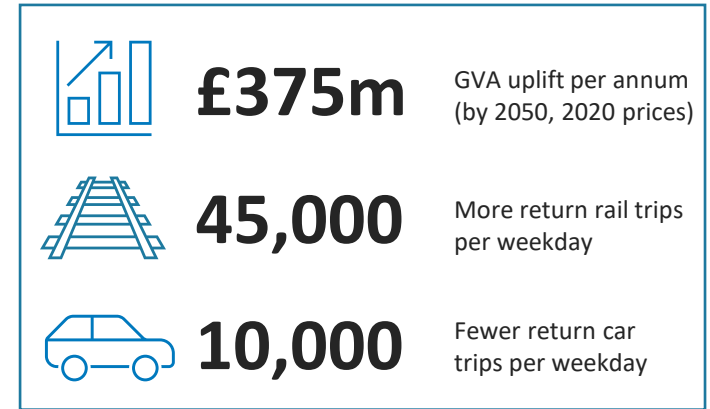 £375m
GVA uplift per annum
(by 2050, 2020 prices)
45,000
More return rail trips
per weekday
10,000
Fewer return car
trips per weekday